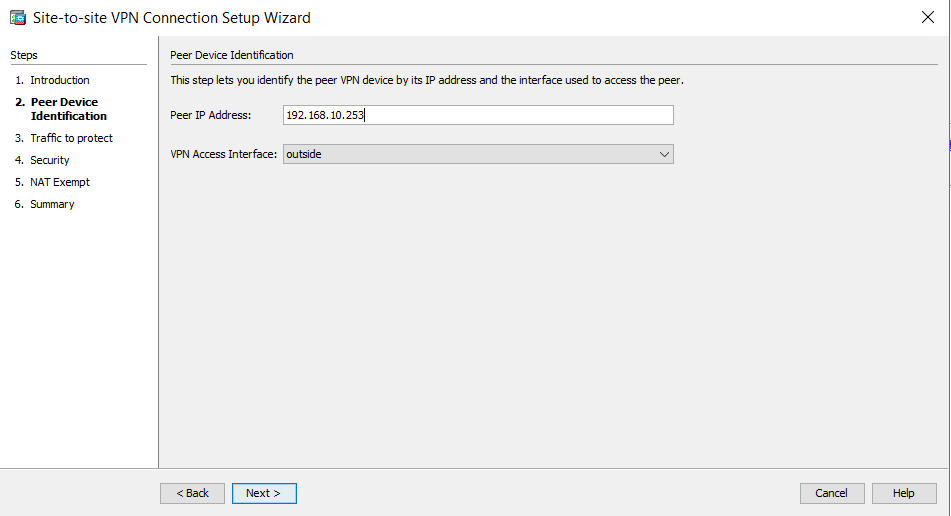 Site-to-site VPN Connection Setup Wizard
Steps
1. Introduction
2. Peer Device
Identification
3. Traffic to protect
4. Security
5. NAT Exempt
6. Summary
Peer Device Identification
This step lets you identify the peer VPN device by its IP address and the interface used to access the peer.
Peer IP Address: 192.168.10.253
VPN Access Interface: outside
< Back Next > Cancel Help